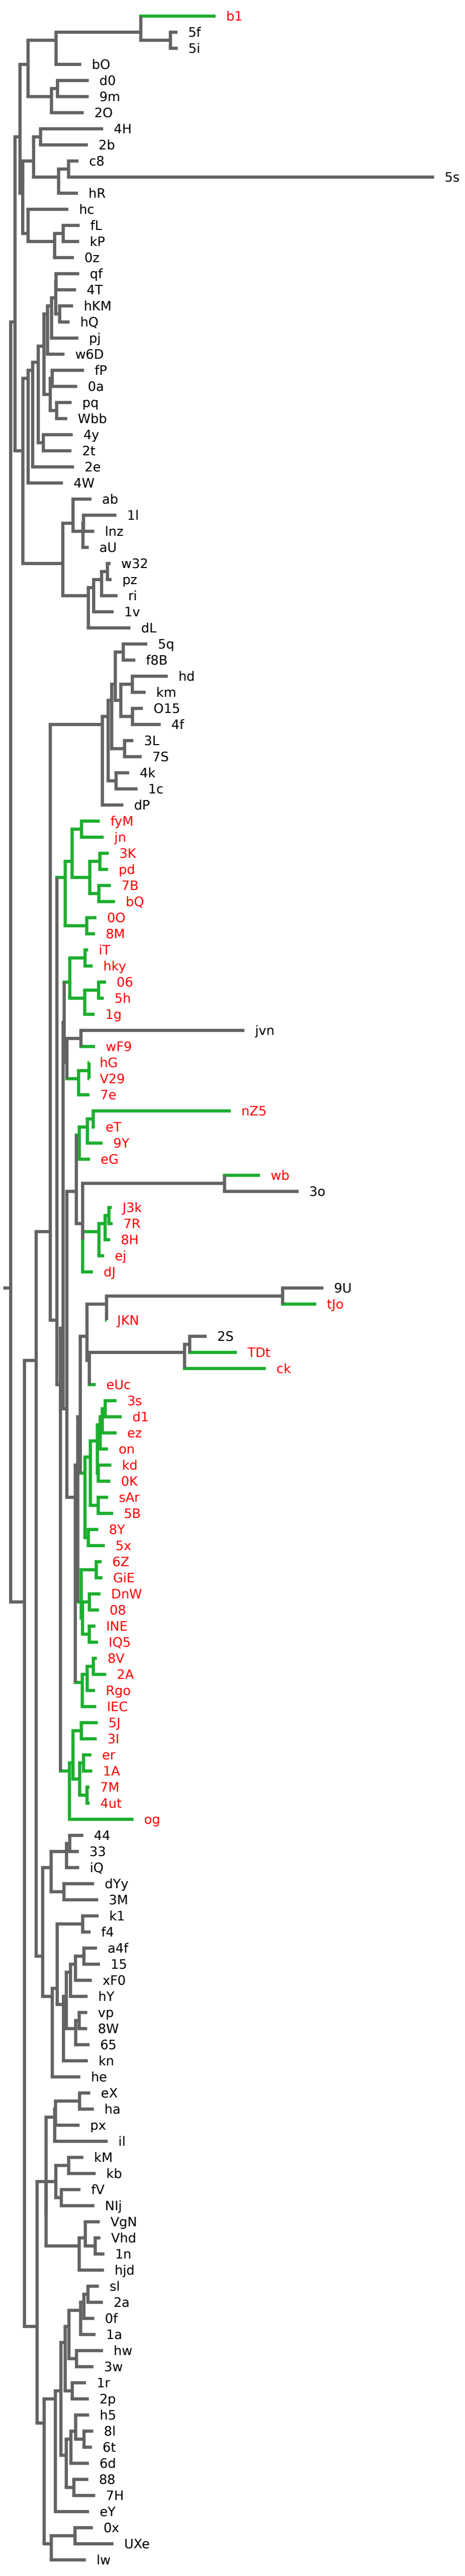 b1
5f
5i
bO
d0
9m
2O
4H
2b
c8
5s
hR
hc
fL
kP
0z
qf
4T
hKM
hQ
pj
w6D
fP
0a
pq
Wbb
4y
2t
2e
4W
ab
1l
lnz
aU
w32
pz
ri
1v
dL
5q
f8B
hd
km
O15
4f
3L
7S
4k
1c
dP
fyM
jn
3K
pd
7B
bQ
0O
8M
iT
hky
06
5h
1g
jvn
wF9
hG
V29
7e
nZ5
eT
9Y
eG
wb
3o
J3k
7R
8H
ej
dJ
9U
tJo
JKN
2S
TDt
ck
eUc
3s
d1
ez
on
kd
0K
sAr
5B
8Y
5x
6Z
GiE
DnW
08
INE
IQ5
8V
2A
Rgo
IEC
5J
3I
er
1A
7M
4ut
og
44
33
iQ
dYy
3M
k1
f4
a4f
15
xF0
hY
vp
8W
65
kn
he
eX
ha
px
il
kM
kb
fV
NIj
VgN
Vhd
1n
hjd
sl
2a
0f
1a
hw
3w
1r
2p
h5
8I
6t
6d
88
7H
eY
0x
UXe
lw